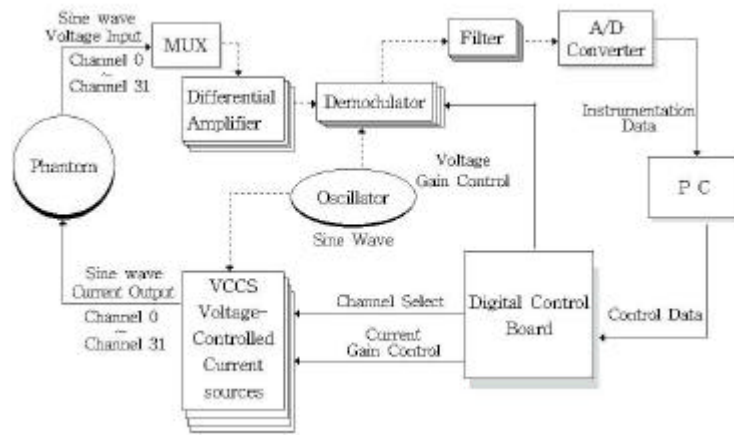 Sine wave
Voltage Input
Channel 0
~
Channel 31
MUX
Differential
Amplifier
Demodulator
Filter
A/D
Converter
Instrumentation
Data
Phantom
Voltage
Gain Control
Oscillator
Sine Wave
P C
Sine wave
Current Output
Channel 0
~
Channel 31
VCCS
Voltage-
Controlled
Current
sources
Channel Select
Current
Gain Control
Digital Control
Board
Control Data